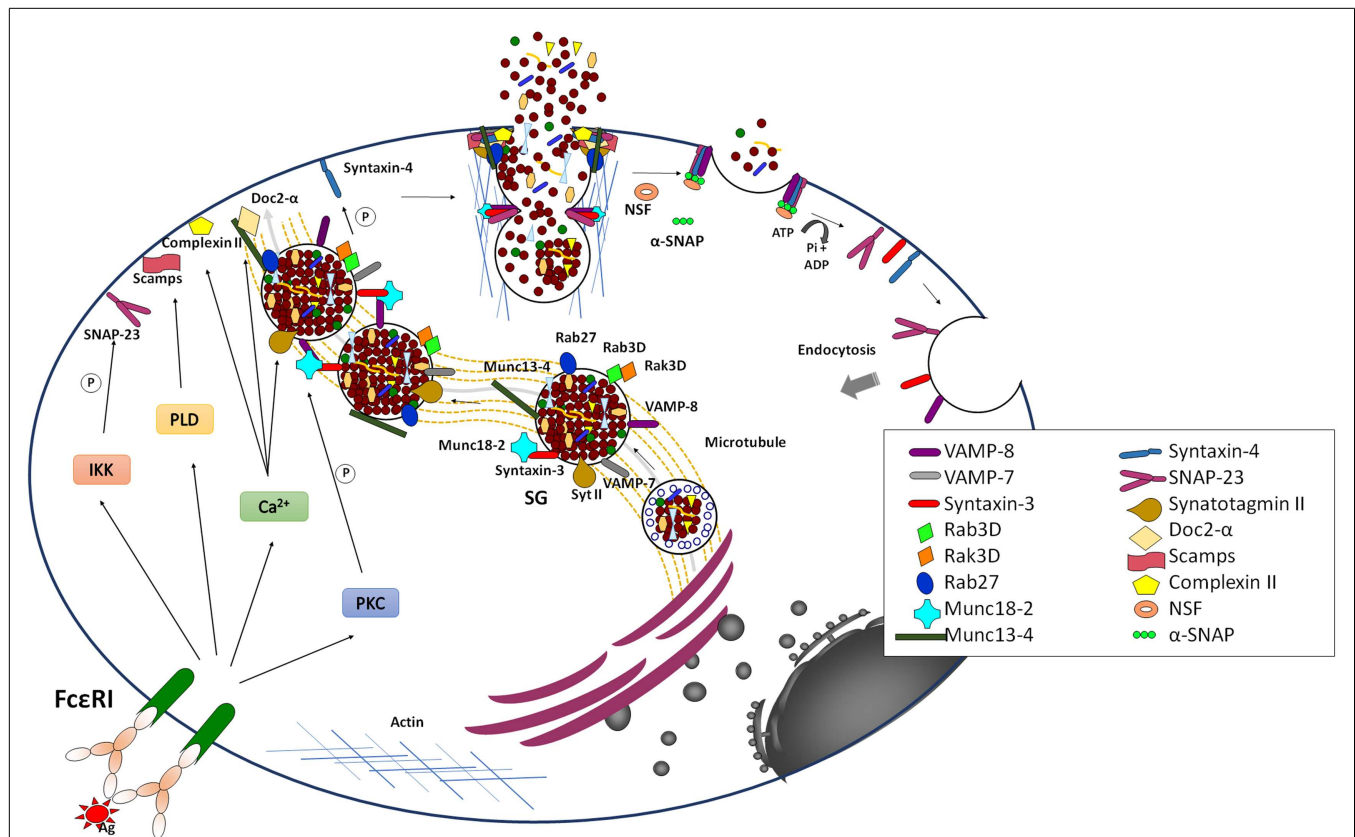 Syntaxin-4
Doc2-α
P
Complexin II
Scamps
SNAP-23
P
PLD
IKK
Ca2+
P
PKC
FcεRI
Ag
Actin
NSF
α-SNAP
ATP
Pi +
ADP
Endocytosis
Rab27
Rab3D
Rak3D
Munc13-4
VAMP-8
Munc18-2
Syntaxin-3
SG
Syt II
VAMP-7
Microtubule
VAMP-8
VAMP-7
Syntaxin-3
Rab3D
Rak3D
Rab27
Munc18-2
Munc13-4
Syntaxin-4
SNAP-23
Synatotagmin II
Doc2-α
Scamps
Complexin II
NSF
α-SNAP